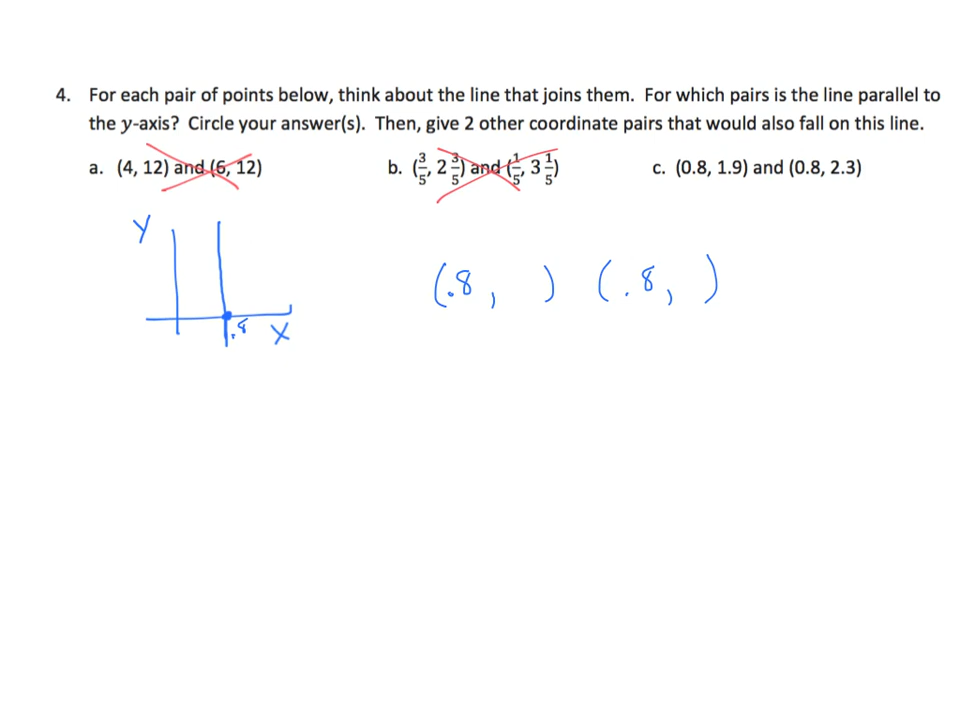 4. For each pair of points below, think about the line that joins them. For which pairs is the line parallel to
the y-axis? Circle your answer(s). Then, give 2 other coordinate pairs that would also fall on this line.
a. (4, 12) and (6, 12) b. (3/5, 2 3/5) and (1/5, 3 1/5) c. (0.8, 1.9) and (0.8, 2.3)
Y
(.8, ) (.8, )
.8 X